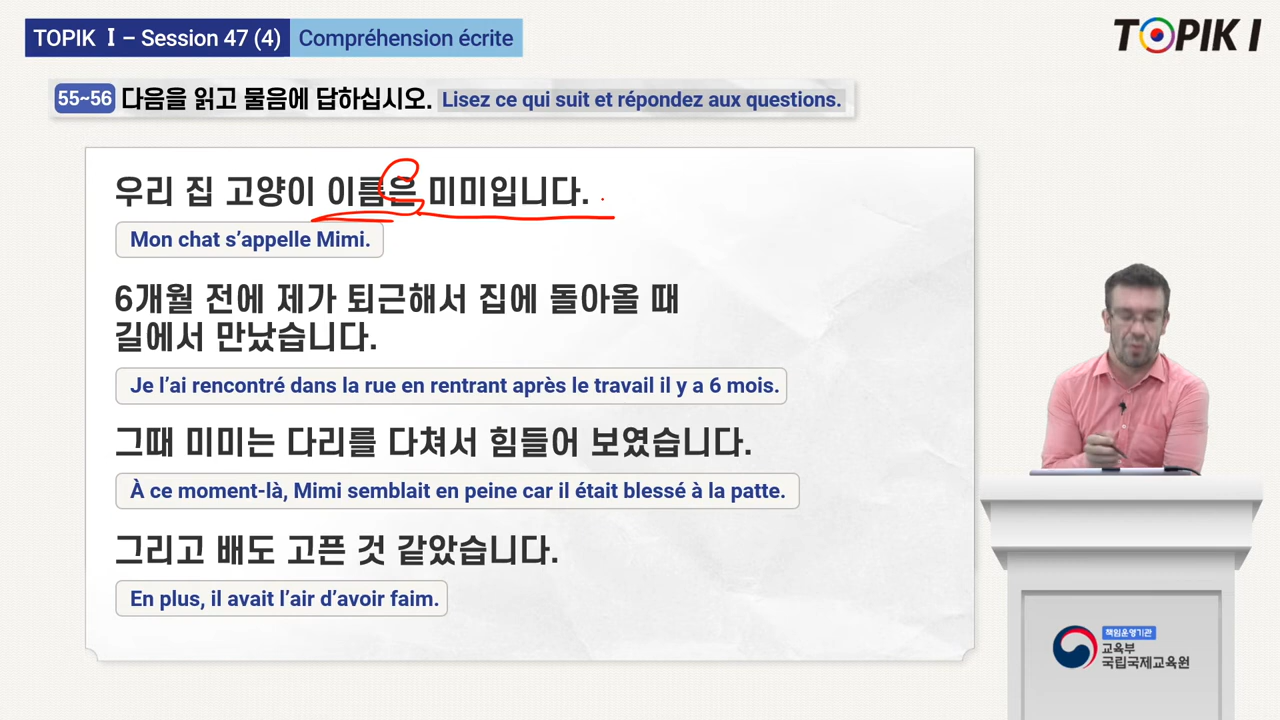 TOPIK Ⅰ – Session 47 (4) Compréhension écrite
TOPIK I
55~56 다음을 읽고 물음에 답하십시오. Lisez ce qui suit et répondez aux questions.
우리 집 고양이 이름은 미미입니다.
Mon chat s’appelle Mimi.
6개월 전에 제가 퇴근해서 집에 돌아올 때
길에서 만났습니다.
Je l’ai rencontré dans la rue en rentrant après le travail il y a 6 mois.
그때 미미는 다리를 다쳐서 힘들어 보였습니다.
À ce moment-là, Mimi semblait en peine car il était blessé à la patte.
그리고 배도 고픈 것 같았습니다.
En plus, il avait l’air d’avoir faim.
책임운영기관
교육부
국립국제교육원